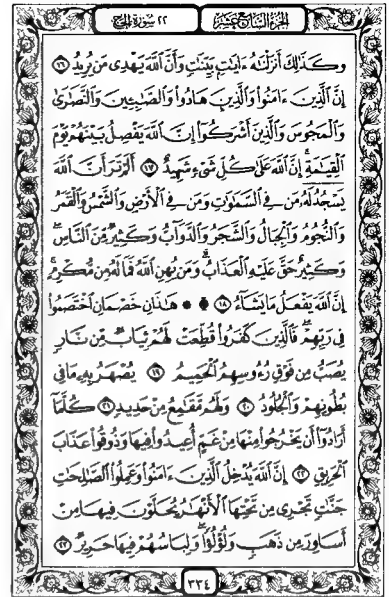 الجزء السابع عشر
٢٢ سورة الحج
وَكَذَٰلِكَ أَنزَلْنَٰهُ ءَايَٰتٍۭ بَيِّنَٰتٍ وَأَنَّ ٱللَّهَ يَهْدِى مَن يُرِيدُ ١٦
إِنَّ ٱلَّذِينَ ءَامَنُوا۟ وَٱلَّذِينَ هَادُوا۟ وَٱلصَّٰبِـِٔينَ وَٱلنَّصَٰرَىٰ
وَٱلْمَجُوسَ وَٱلَّذِينَ أَشْرَكُوٓا۟ إِنَّ ٱللَّهَ يَفْصِلُ بَيْنَهُمْ يَوْمَ
ٱلْقِيَٰمَةِ ۚ إِنَّ ٱللَّهَ عَلَىٰ كُلِّ شَىْءٍ شَهِيدٌ ١٧ أَلَمْ تَرَ أَنَّ ٱللَّهَ
يَسْجُدُ لَهُۥ مَن فِى ٱلسَّمَٰوَٰتِ وَمَن فِى ٱلْأَرْضِ وَٱلشَّمْسُ وَٱلْقَمَرُ
وَٱلنُّجُومُ وَٱلْجِبَالُ وَٱلشَّجَرُ وَٱلدَّوَآبُّ وَكَثِيرٌ مِّنَ ٱلنَّاسِ ۖ
وَكَثِيرٌ حَقَّ عَلَيْهِ ٱلْعَذَابُ ۗ وَمَن يُهِنِ ٱللَّهُ فَمَا لَهُۥ مِن مُّكْرِمٍ ۚ
إِنَّ ٱللَّهَ يَفْعَلُ مَا يَشَآءُ ۩ ١٨ ۞ هَٰذَانِ خَصْمَانِ ٱخْتَصَمُوا۟
فِى رَبِّهِمْ ۖ فَٱلَّذِينَ كَفَرُوا۟ قُطِّعَتْ لَهُمْ ثِيَابٌ مِّن نَّارٍ
يُصَبُّ مِن فَوْقِ رُءُوسِهِمُ ٱلْحَمِيمُ ١٩ يُصْهَرُ بِهِۦ مَا فِى
بُطُونِهِمْ وَٱلْجُلُودُ ٢٠ وَلَهُم مَّقَٰمِعُ مِنْ حَدِيدٍ ٢١ كُلَّمَآ
أَرَادُوٓا۟ أَن يَخْرُجُوا۟ مِنْهَا مِنْ غَمٍّ أُعِيدُوا۟ فِيهَا وَذُوقُوا۟ عَذَابَ
ٱلْحَرِيقِ ٢٢ إِنَّ ٱللَّهَ يُدْخِلُ ٱلَّذِينَ ءَامَنُوا۟ وَعَمِلُوا۟ ٱلصَّٰلِحَٰتِ
جَنَّٰتٍ تَجْرِى مِن تَحْتِهَا ٱلْأَنْهَٰرُ يُحَلَّوْنَ فِيهَا مِنْ
أَسَاوِرَ مِن ذَهَبٍ وَلُؤْلُؤًا ۖ وَلِبَاسُهُمْ فِيهَا حَرِيرٌ ٢٣
٣٣٤